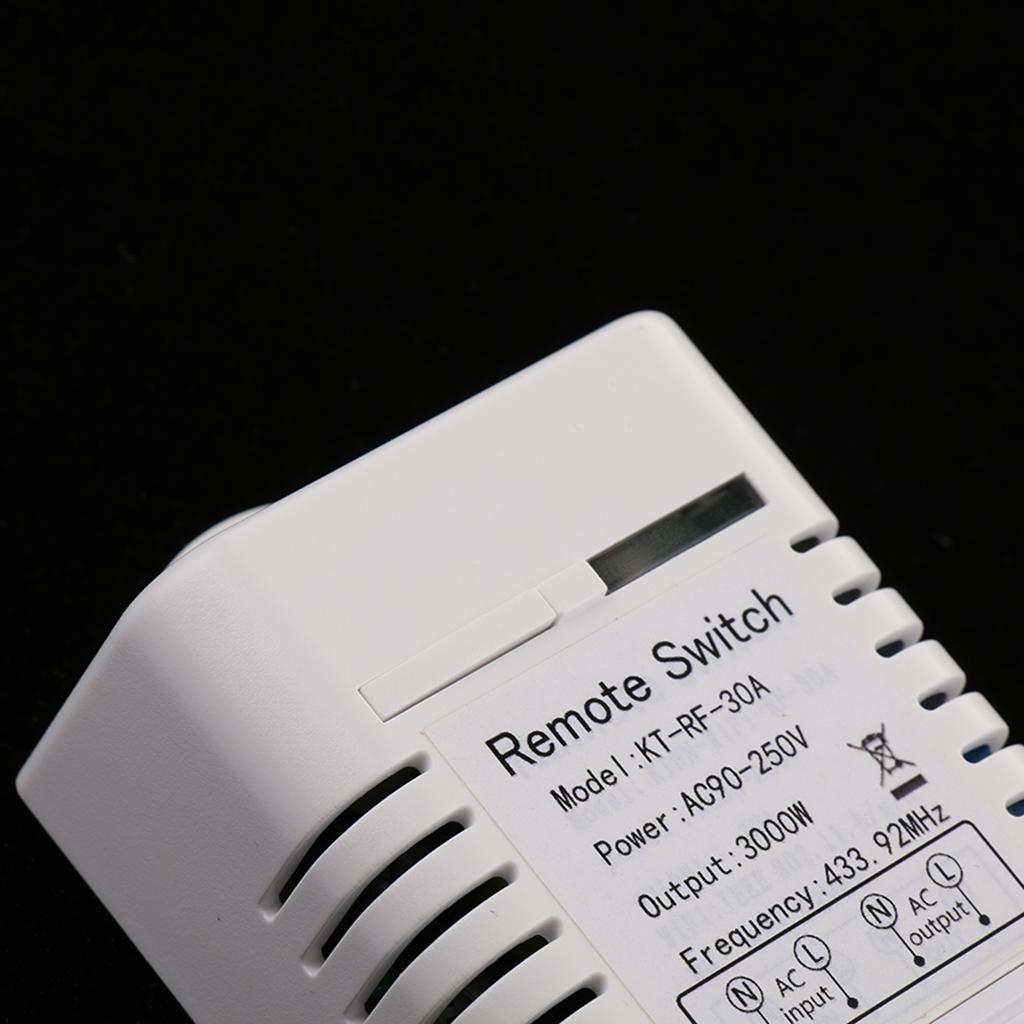 Remote Switch
Model:KT-RF-30A
Power:AC90-250V
Output:3000W
Frequency:433.92MHz
N AC input L
N AC output L